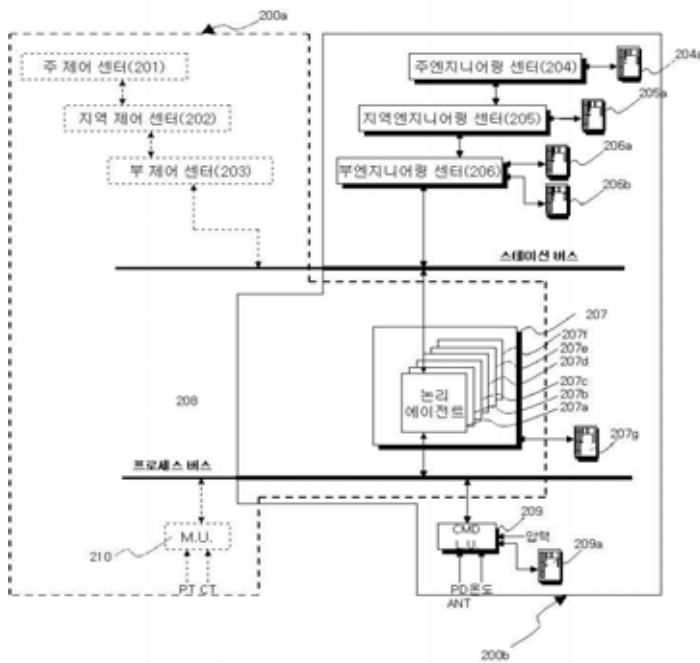 200a
주 제어 센터(201)
주엔지니어링 센터(204)
204a
지역 제어 센터(202)
지역엔지니어링 센터(205)
205a
206a
부 제어 센터(203)
부엔지니어링 센터(206)
206b
스테이션 버스
207
207f
207e
207d
207c
207b
207a
208
논리
에이전트
207g
프로세스 버스
209
210
M.U.
CMD
I.U.
압력
209a
PT CT
PD온도
ANT
200b